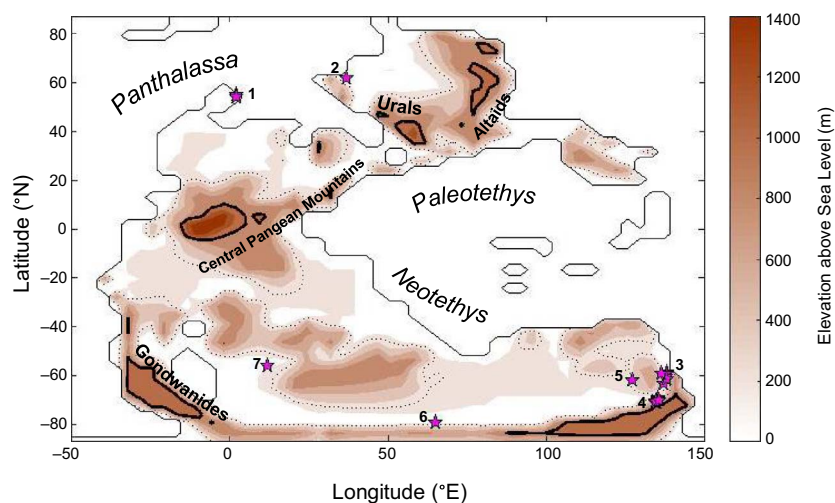 80
60
40
20
0
–20
–40
–60
–80
Latitude (°N)
–50
0
50
100
150
Longitude (°E)
Panthalassa
1
2
Urals
Altaids
Central Pangean Mountains
Paleotethys
Neotethys
Gondwanides
7
6
5
3
4
1400
1200
1000
800
600
400
200
0
Elevation above Sea Level (m)